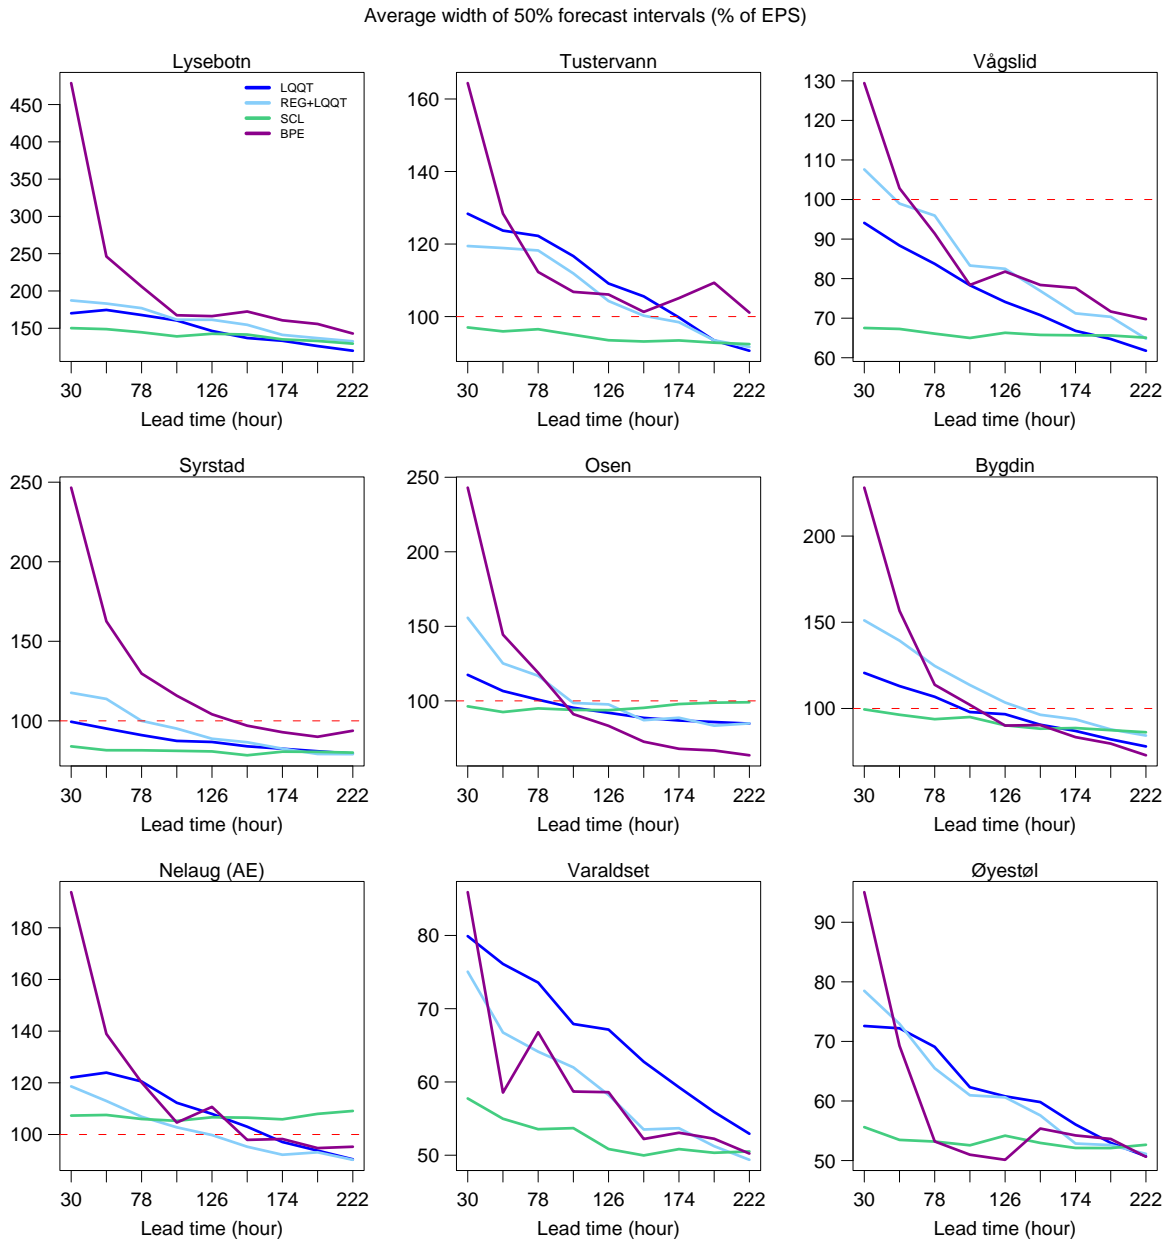 Average width of 50% forecast intervals (% of EPS)
Lysebotn
450
400
350
300
250
200
150
LQQT
REG+LQQT
SCL
BPE
30 78 126 174 222
Lead time (hour)
Tustervann
160
140
120
100
30 78 126 174 222
Lead time (hour)
Vågslid
130
120
110
100
90
80
70
60
30 78 126 174 222
Lead time (hour)
Syrstad
250
200
150
100
30 78 126 174 222
Lead time (hour)
Osen
250
200
150
100
30 78 126 174 222
Lead time (hour)
Bygdin
200
150
100
30 78 126 174 222
Lead time (hour)
Nelaug (AE)
180
160
140
120
100
30 78 126 174 222
Lead time (hour)
Varaldset
80
70
60
50
30 78 126 174 222
Lead time (hour)
Øyestøl
90
80
70
60
50
30 78 126 174 222
Lead time (hour)